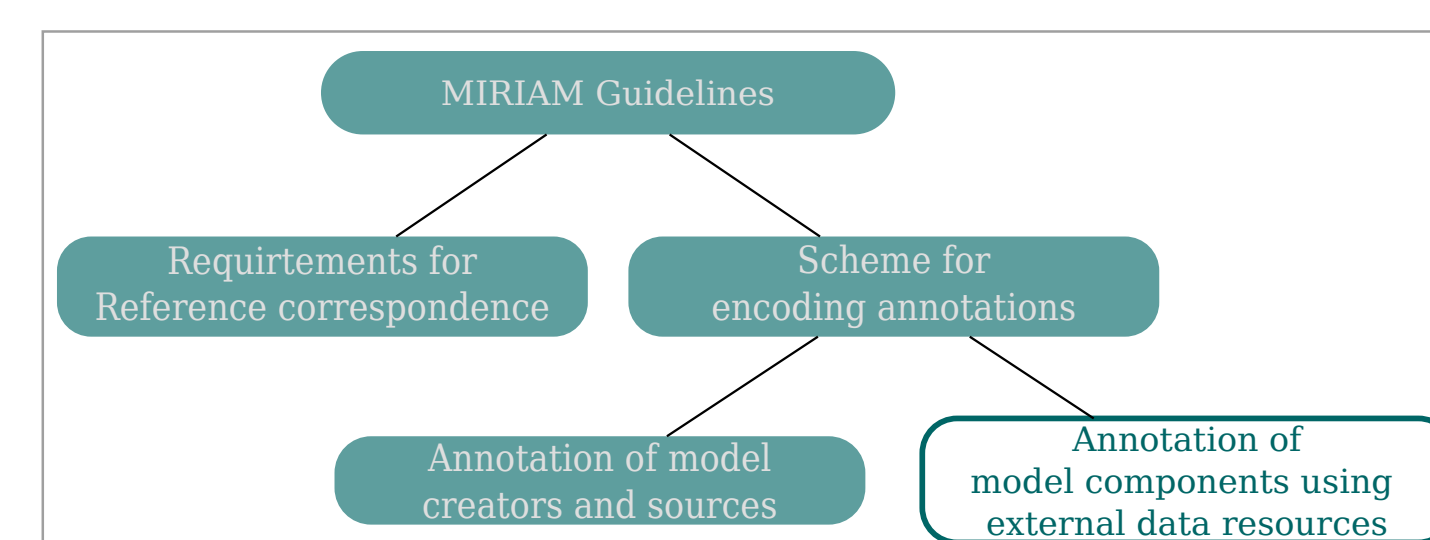 MIRIAM Guidelines
Requirtements for
Reference correspondence
Scheme for
encoding annotations
Annotation of model
creators and sources
Annotation of
model components using
external data resources